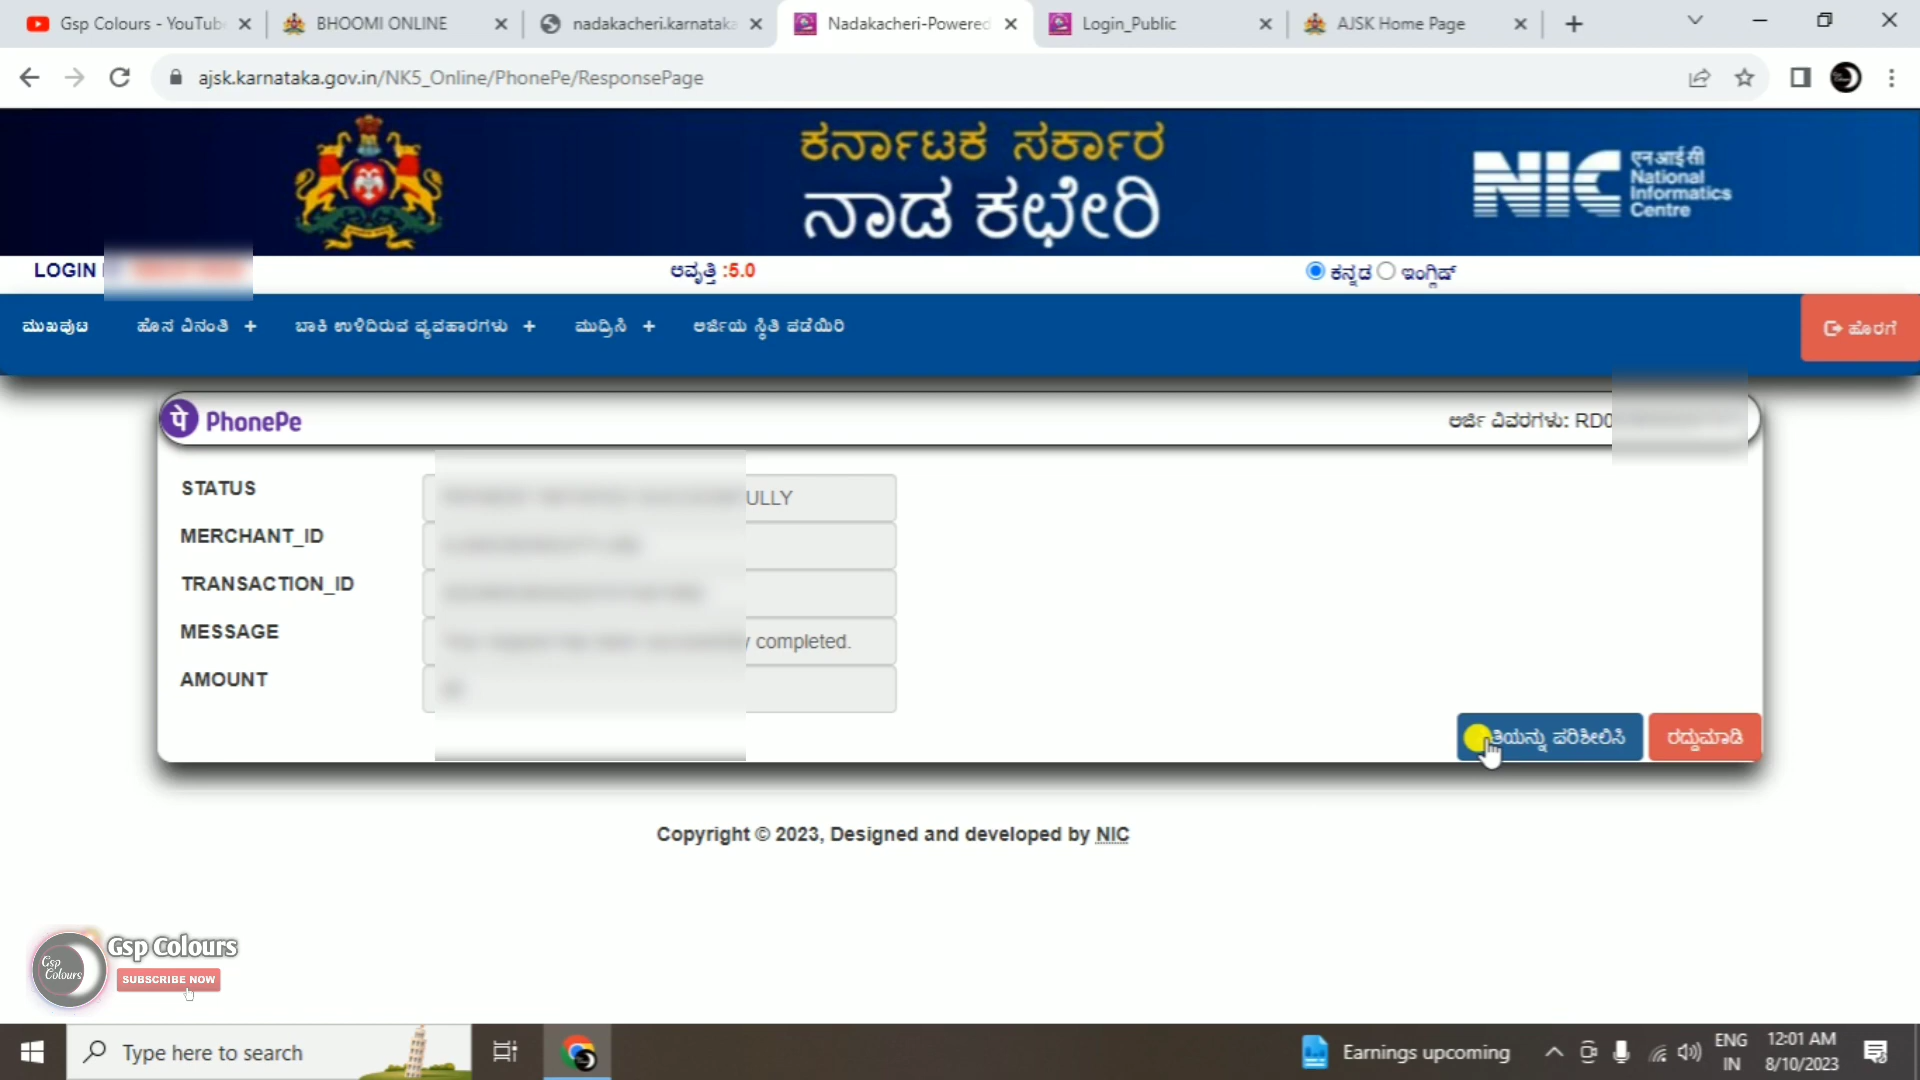 Gsp Colours - YouTube
BHOOMI ONLINE
nadakacheri.karnataka
Nadakacheri-Powered
Login_Public
AJSK Home Page
ajsk.karnataka.gov.in/NK5_Online/PhonePe/ResponsePage
ಕರ್ನಾಟಕ ಸರ್ಕಾರ
ನಾಡ ಕಛೇರಿ
NIC
एनआईसी
National
Informatics
Centre
LOGIN
ಆವೃತ್ತಿ :5.0
ಕನ್ನಡ ಇಂಗ್ಲಿಷ್
ಮುಖಪುಟ ಹೊಸ ವಿನಂತಿ + ಬಾಕಿ ಉಳಿದಿರುವ ವ್ಯವಹಾರಗಳು + ಮುದ್ರಿಸಿ + ಅರ್ಜಿಯ ಸ್ಥಿತಿ ಪಡೆಯಿರಿ
ಹೊರಗೆ
पे PhonePe
ಅರ್ಜಿ ವಿವರಗಳು: RD0
STATUS ULLY
MERCHANT_ID
TRANSACTION_ID
MESSAGE completed.
AMOUNT
ತಿಯನ್ನು ಪರಿಶೀಲಿಸಿ ರದ್ದುಮಾಡಿ
Copyright © 2023, Designed and developed by NIC
Gsp Colours
Gsp Colours
SUBSCRIBE NOW
Type here to search
Earnings upcoming
ENG
IN
12:01 AM
8/10/2023